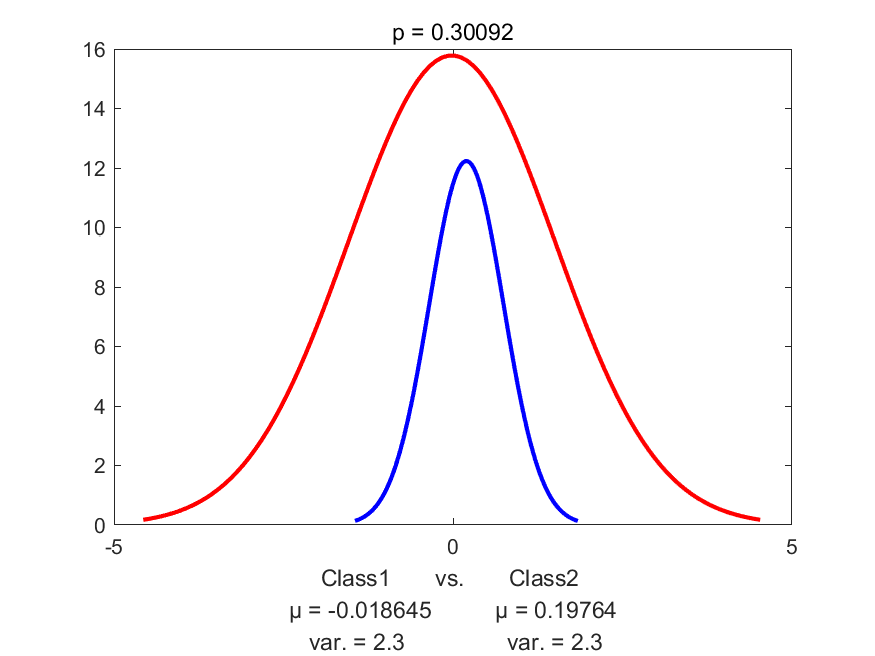 p = 0.30092
16
14
12
10
8
6
4
2
0
-5 0 5
Class1 vs. Class2
μ = -0.018645 μ = 0.19764
var. = 2.3 var. = 2.3